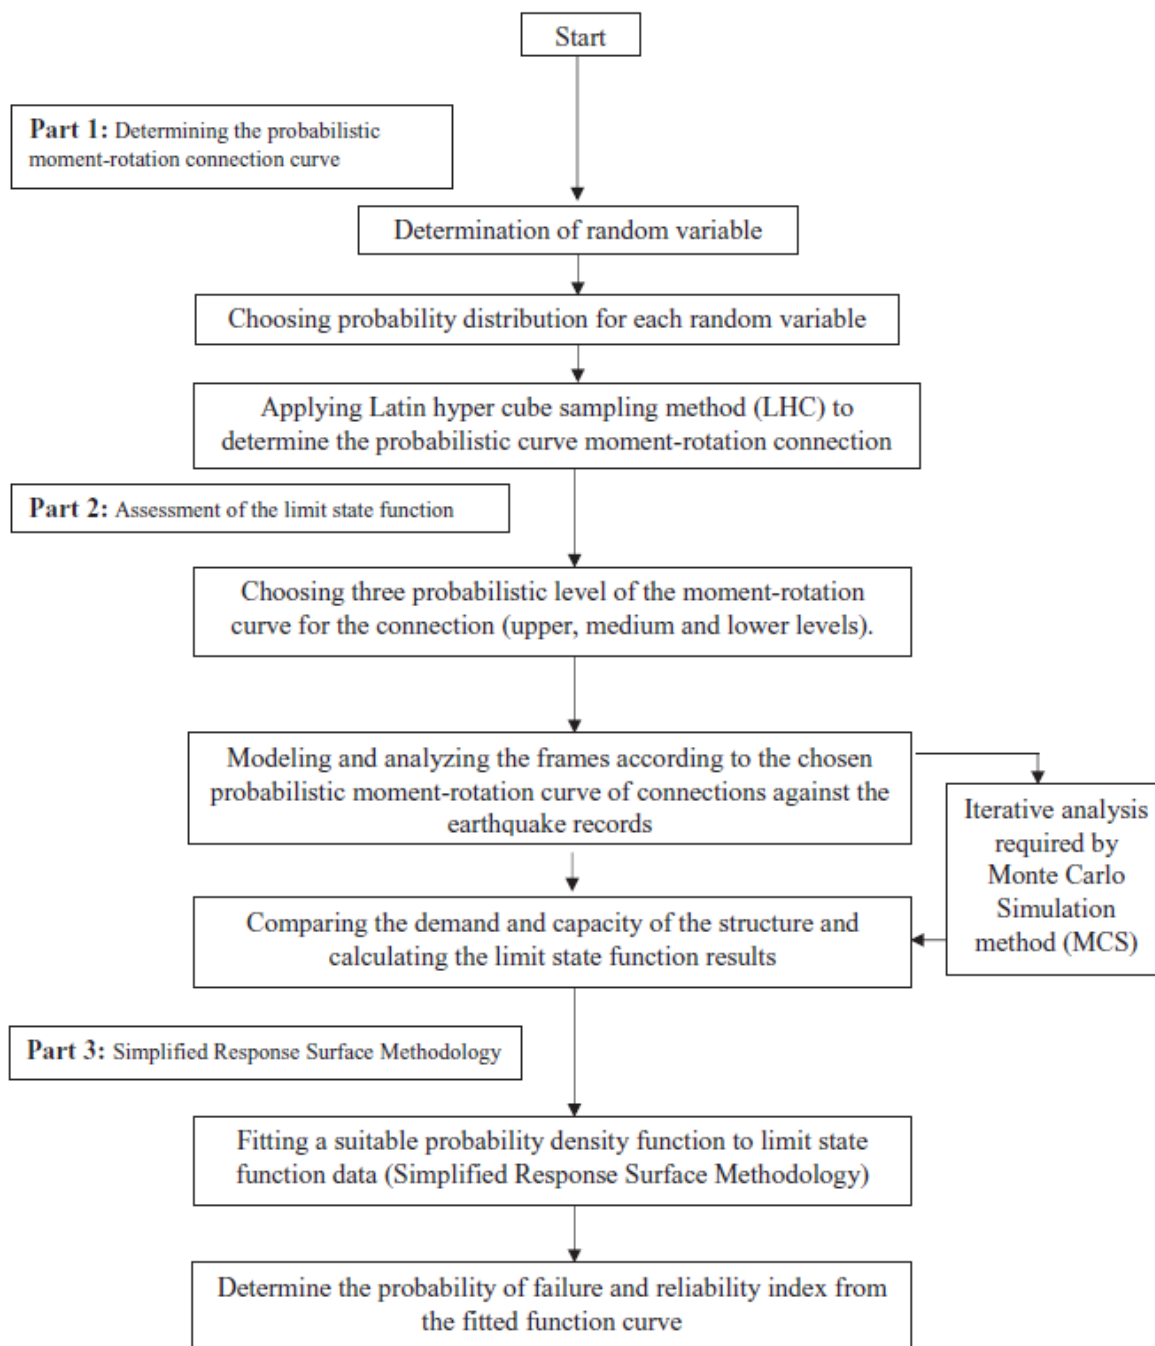 Start
Part 1: Determining the probabilistic
moment-rotation connection curve
Determination of random variable
Choosing probability distribution for each random variable
Applying Latin hyper cube sampling method (LHC) to
determine the probabilistic curve moment-rotation connection
Part 2: Assessment of the limit state function
Choosing three probabilistic level of the moment-rotation
curve for the connection (upper, medium and lower levels).
Modeling and analyzing the frames according to the chosen
probabilistic moment-rotation curve of connections against the
earthquake records
Iterative analysis
required by
Monte Carlo
Simulation
method (MCS)
Comparing the demand and capacity of the structure and
calculating the limit state function results
Part 3: Simplified Response Surface Methodology
Fitting a suitable probability density function to limit state
function data (Simplified Response Surface Methodology)
Determine the probability of failure and reliability index from
the fitted function curve